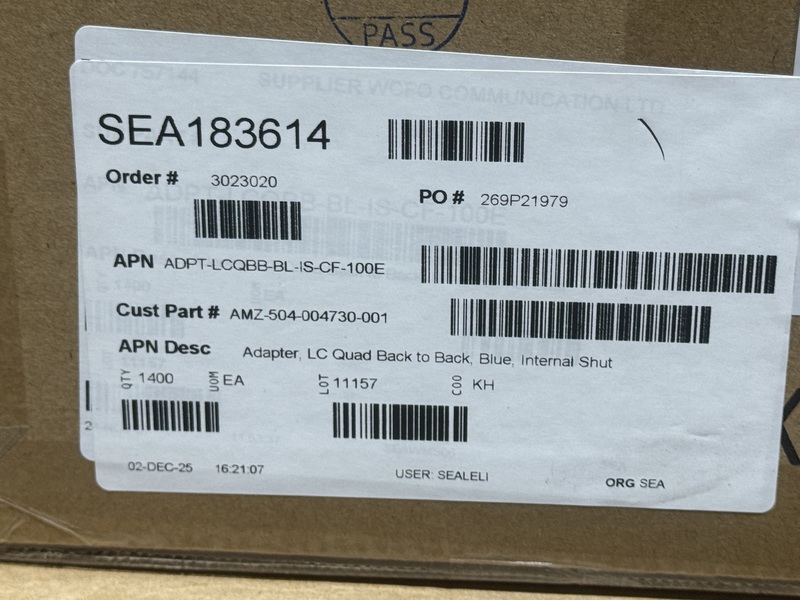 PASS
DOC 757144 SUPPLIER WCFO COMMUNICATION LTD
SEA183614
Order # 3023020
PO # 269P21979
APN ADPT-LCQBB-BL-IS-CF-100E
Cust Part # AMZ-504-004730-001
APN Desc Adapter, LC Quad Back to Back, Blue, Internal Shut
QTY 1400 UOM EA LOT 11157 COO KH
02-DEC-25 16:21:07 USER: SEALELI ORG SEA